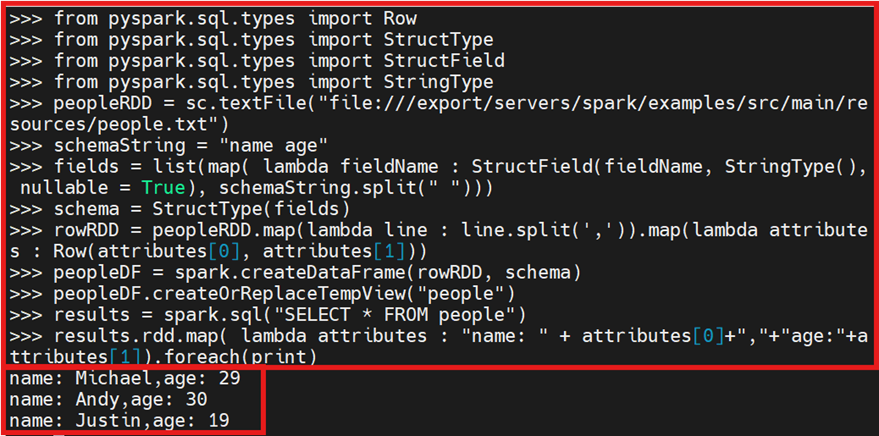 >>> from pyspark.sql.types import Row
>>> from pyspark.sql.types import StructType
>>> from pyspark.sql.types import StructField
>>> from pyspark.sql.types import StringType
>>> peopleRDD = sc.textFile("file:///export/servers/spark/examples/src/main/re
sources/people.txt")
>>> schemaString = "name age"
>>> fields = list(map( lambda fieldName : StructField(fieldName, StringType(),
 nullable = True), schemaString.split(" ")))
>>> schema = StructType(fields)
>>> rowRDD = peopleRDD.map(lambda line : line.split(',')).map(lambda attribute
s : Row(attributes[0], attributes[1]))
>>> peopleDF = spark.createDataFrame(rowRDD, schema)
>>> peopleDF.createOrReplaceTempView("people")
>>> results = spark.sql("SELECT * FROM people")
>>> results.rdd.map( lambda attributes : "name: " + attributes[0]+","+"age:"+a
ttributes[1]).foreach(print)
name: Michael,age: 29
name: Andy,age: 30
name: Justin,age: 19